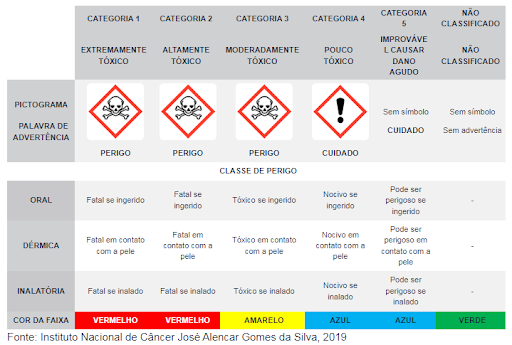 CATEGORIA 1 CATEGORIA 2 CATEGORIA 3 CATEGORIA 4 CATEGORIA 5 NÃO CLASSIFICADO
EXTREMAMENTE TÓXICO ALTAMENTE TÓXICO MODERADAMENTE TÓXICO POUCO TÓXICO IMPROVÁVEL CAUSAR DANO AGUDO NÃO CLASSIFICADO
PICTOGRAMA Sem símbolo Sem símbolo
PALAVRA DE ADVERTÊNCIA PERIGO PERIGO PERIGO CUIDADO CUIDADO Sem advertência
CLASSE DE PERIGO
ORAL Fatal se ingerido Fatal se ingerido Tóxico se ingerido Nocivo se ingerido Pode ser perigoso se ingerido -
DÉRMICA Fatal em contato com a pele Fatal em contato com a pele Tóxico em contato com a pele Nocivo em contato com a pele Pode ser perigoso em contato com a pele -
INALATÓRIA Fatal se inalado Fatal se inalado Tóxico se inalado Nocivo se inalado Pode ser perigoso se inalado -
COR DA FAIXA VERMELHO VERMELHO AMARELO AZUL AZUL VERDE
Fonte: Instituto Nacional de Câncer José Alencar Gomes da Silva, 2019